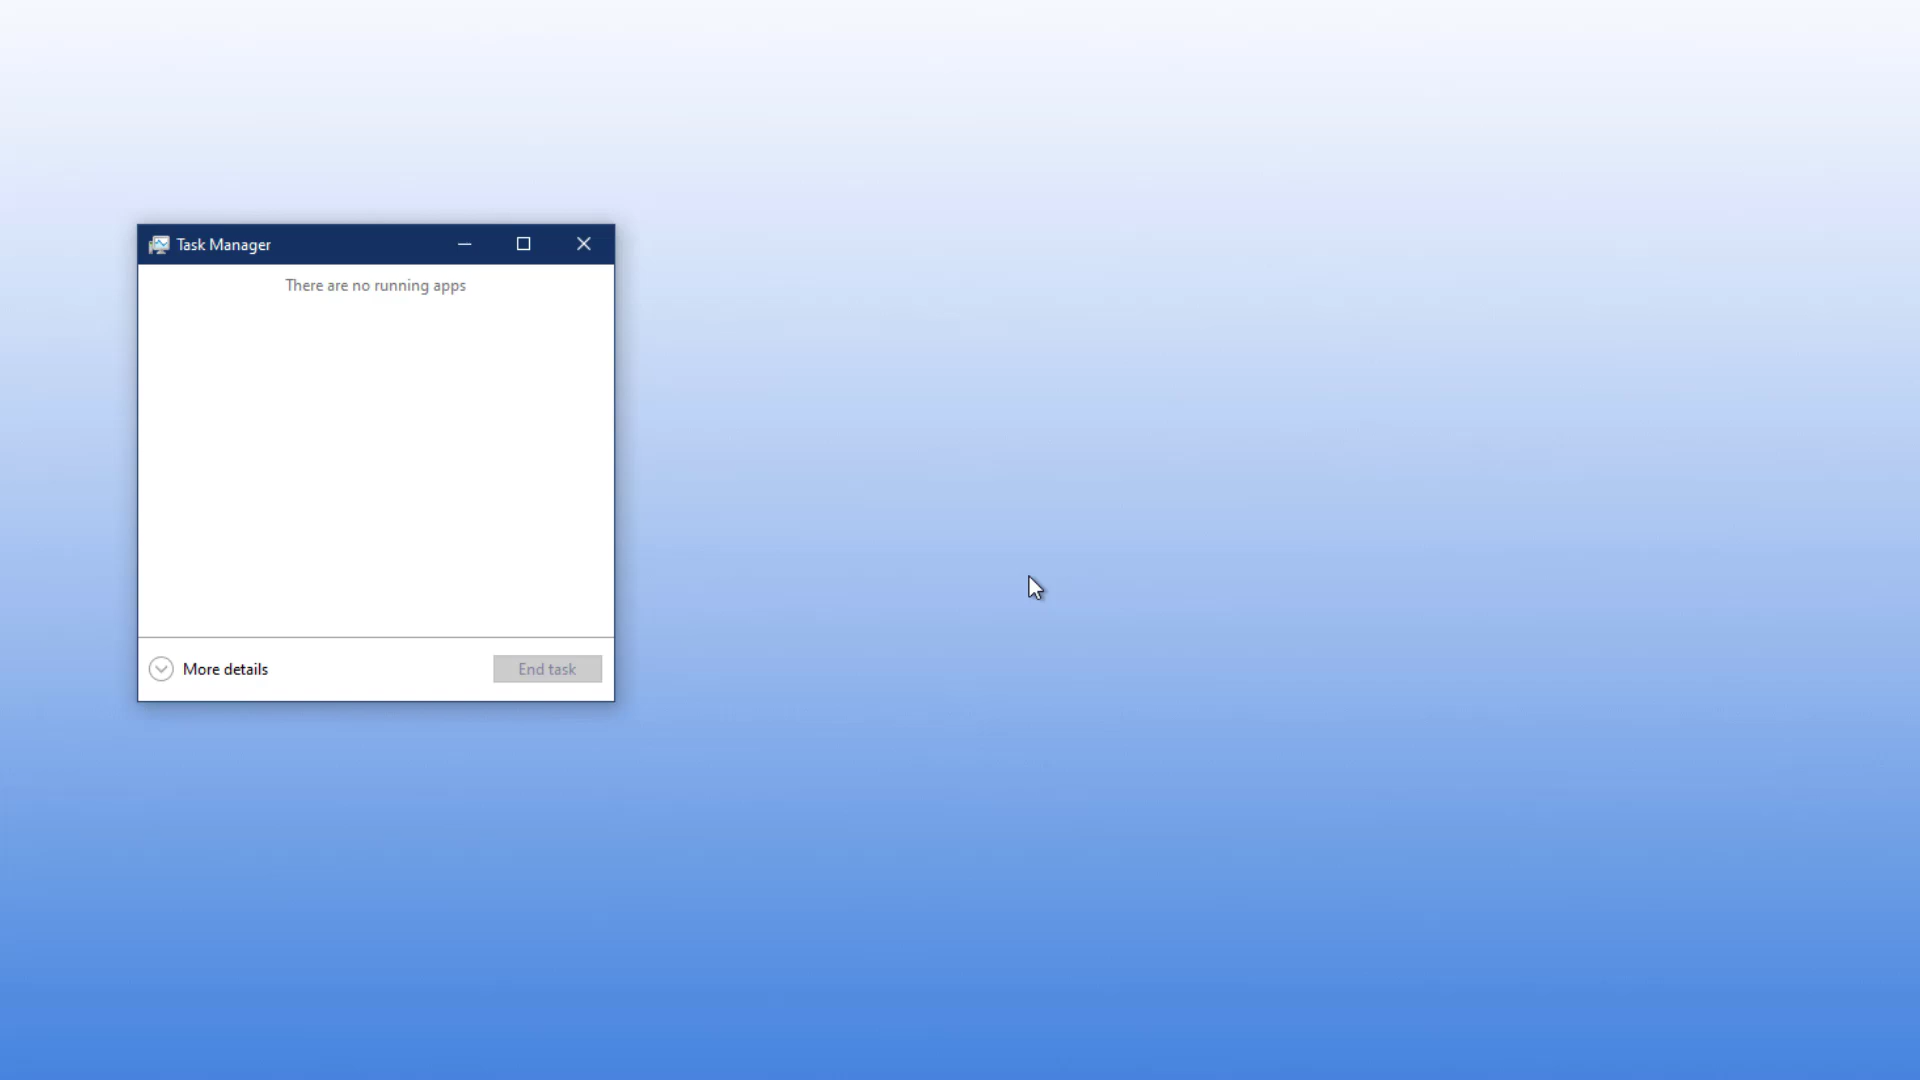 Task Manager
There are no running apps
More details
End task